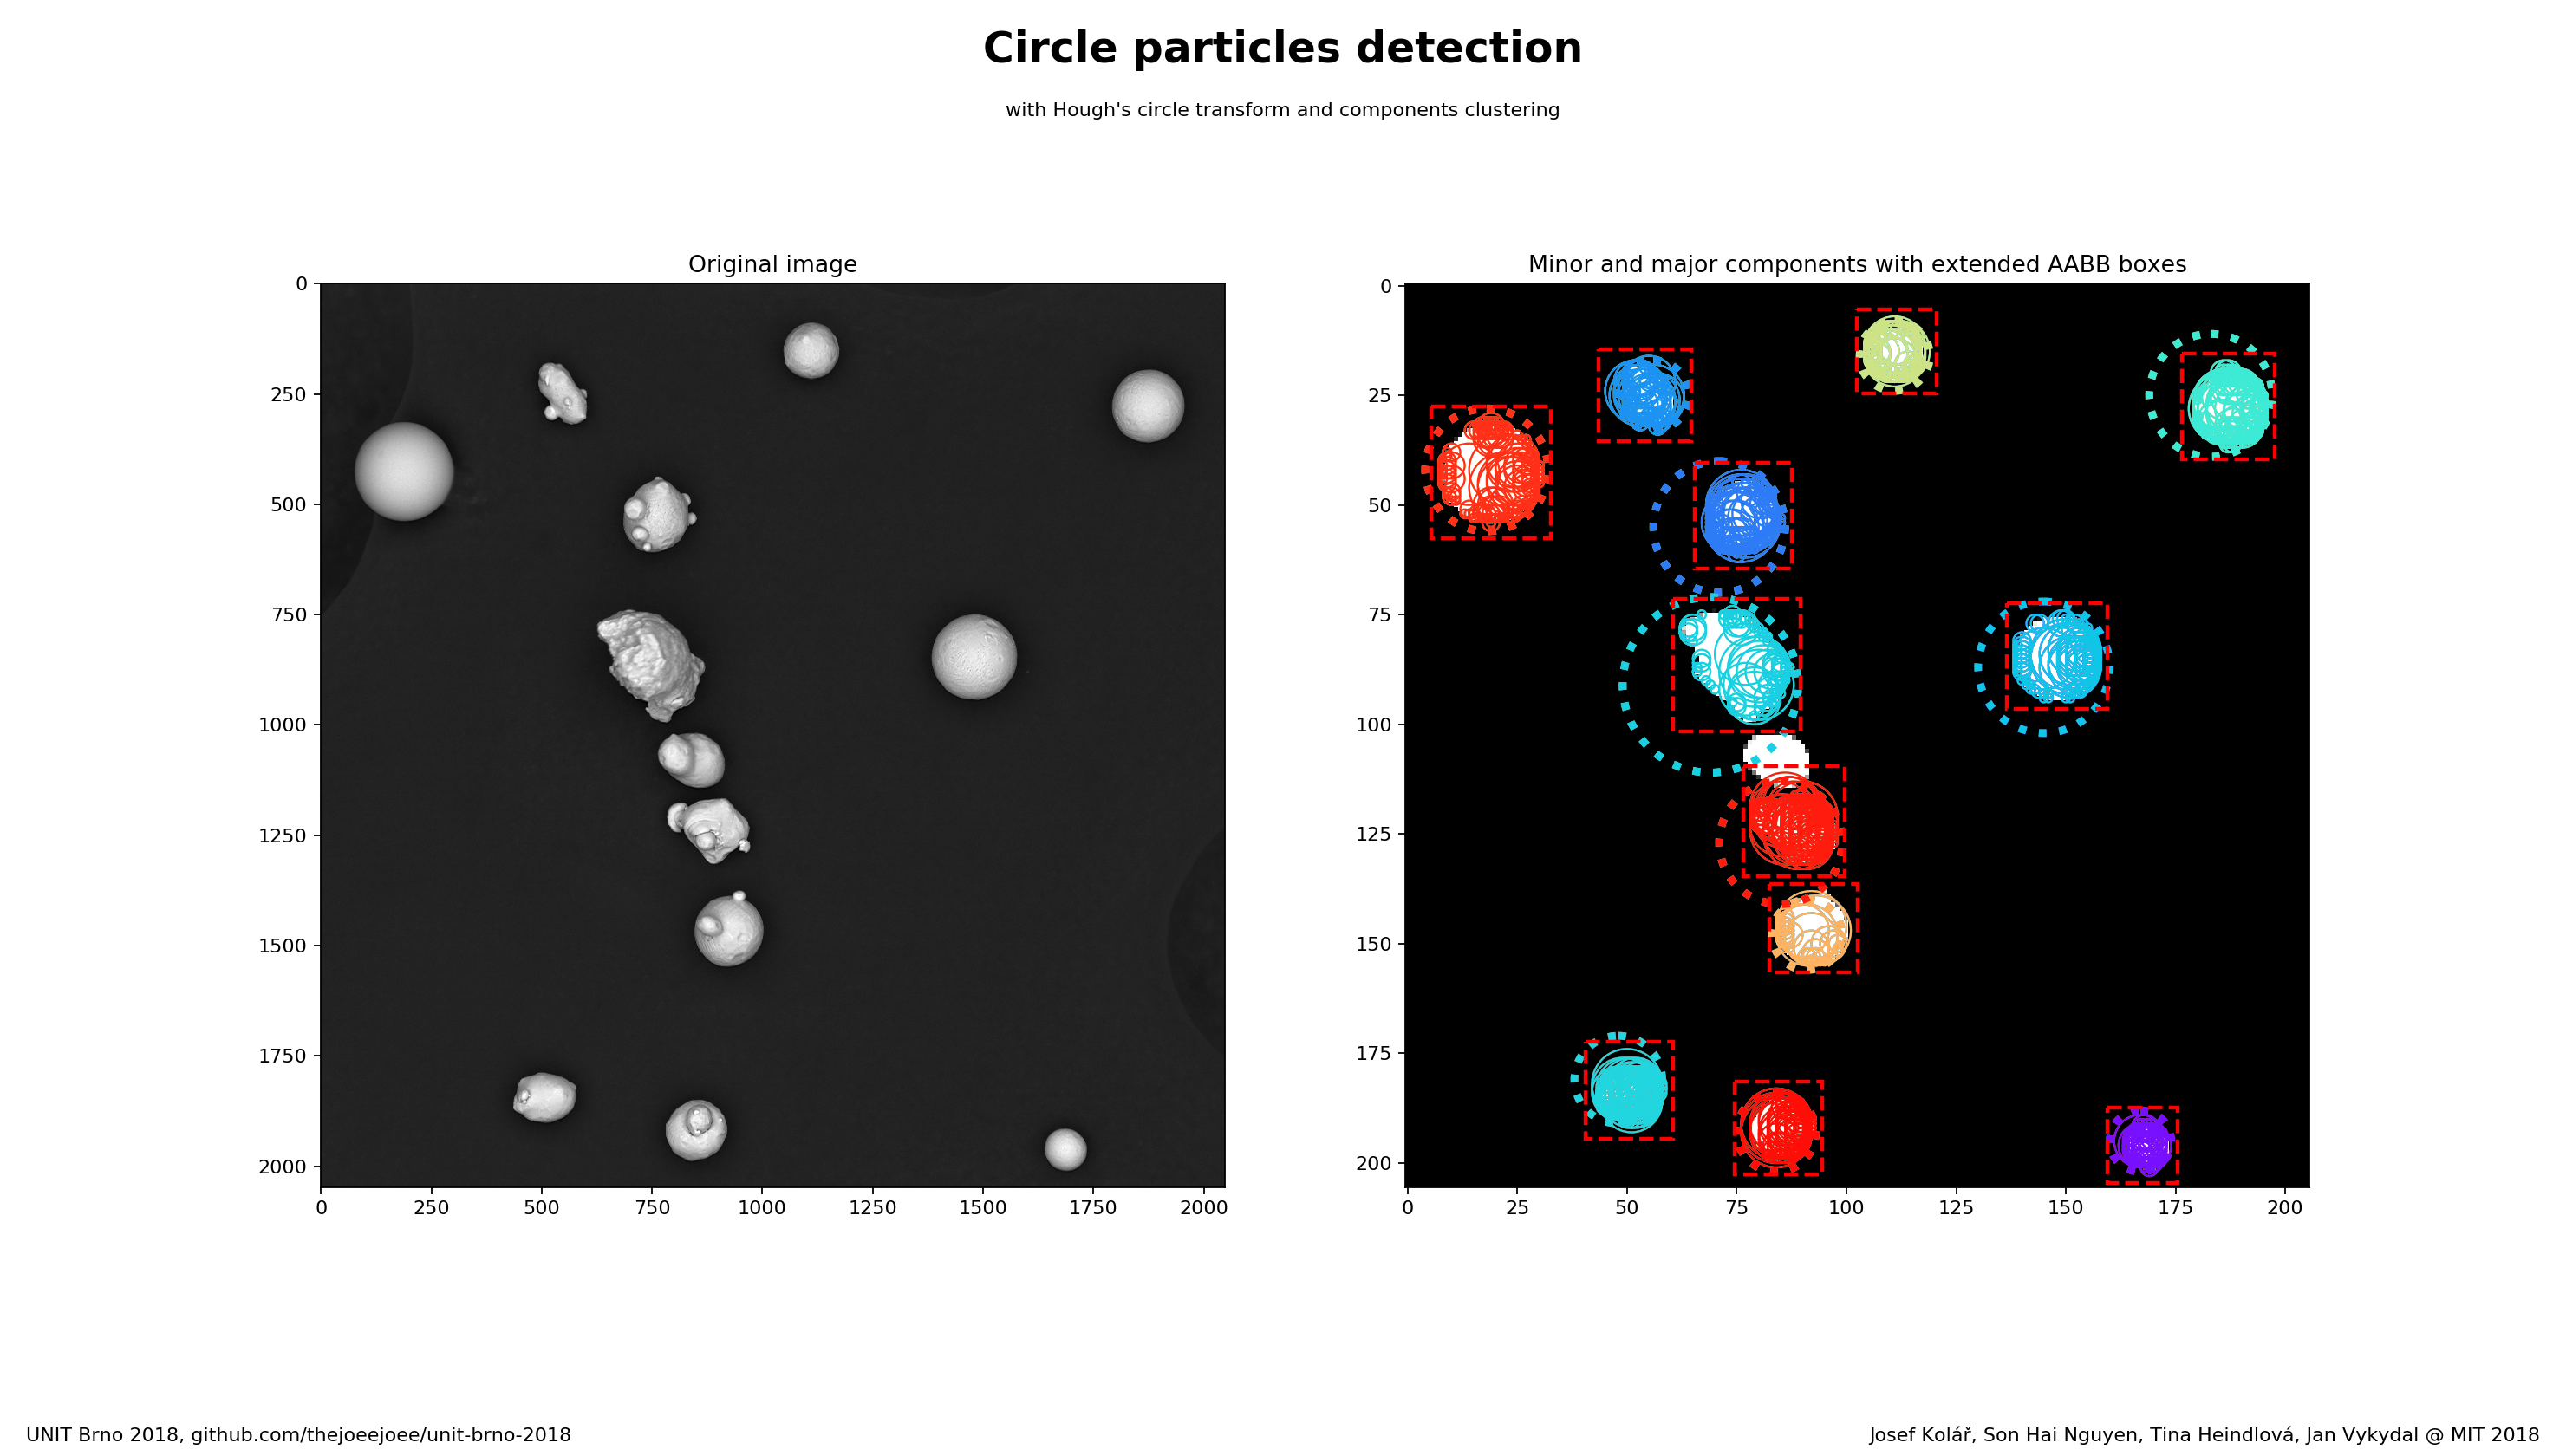 Circle particles detection
with Hough's circle transform and components clustering
Original image
0
250
500
750
1000
1250
1500
1750
2000
0 250 500 750 1000 1250 1500 1750 2000
Minor and major components with extended AABB boxes
0
25
50
75
100
125
150
175
200
0 25 50 75 100 125 150 175 200
UNIT Brno 2018, github.com/thejoeejoee/unit-brno-2018
Josef Kolář, Son Hai Nguyen, Tina Heindlová, Jan Vykydal @ MIT 2018